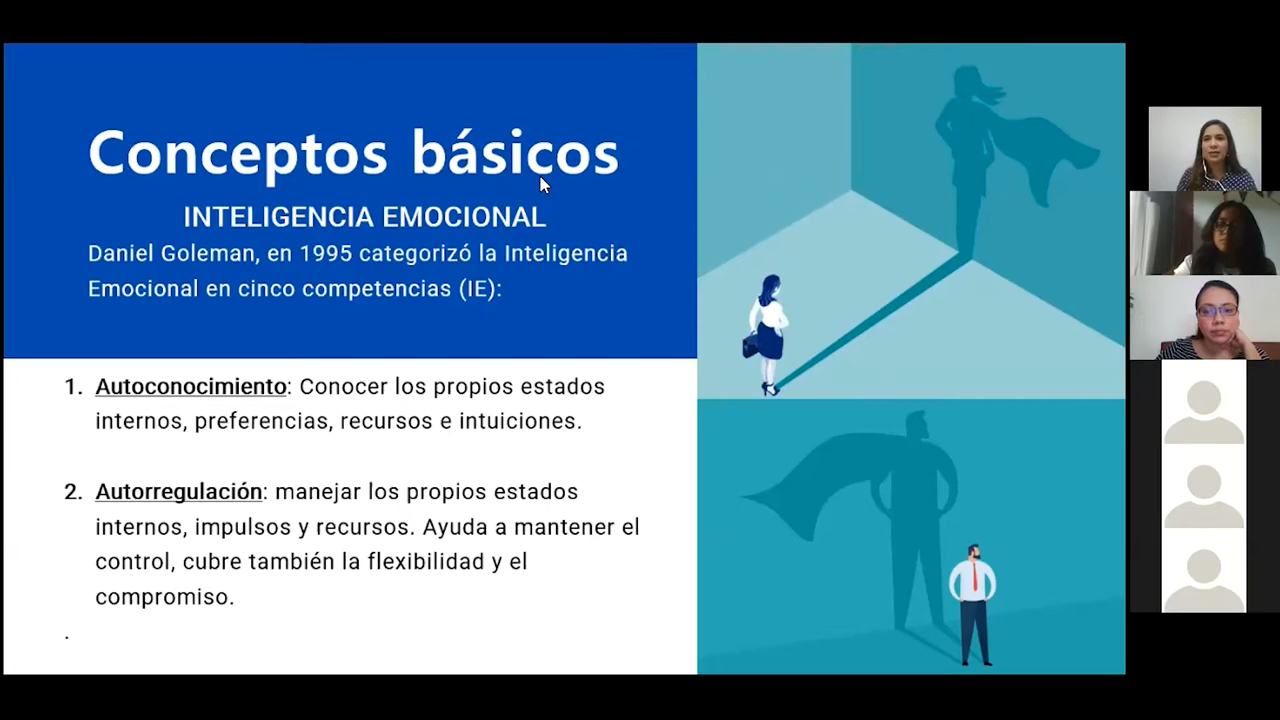 Conceptos básicos
INTELIGENCIA EMOCIONAL
Daniel Goleman, en 1995 categorizó la Inteligencia
Emocional en cinco competencias (IE):
1. Autoconocimiento: Conocer los propios estados
internos, preferencias, recursos e intuiciones.
2. Autorregulación: manejar los propios estados
internos, impulsos y recursos. Ayuda a mantener el
control, cubre también la flexibilidad y el
compromiso.
.